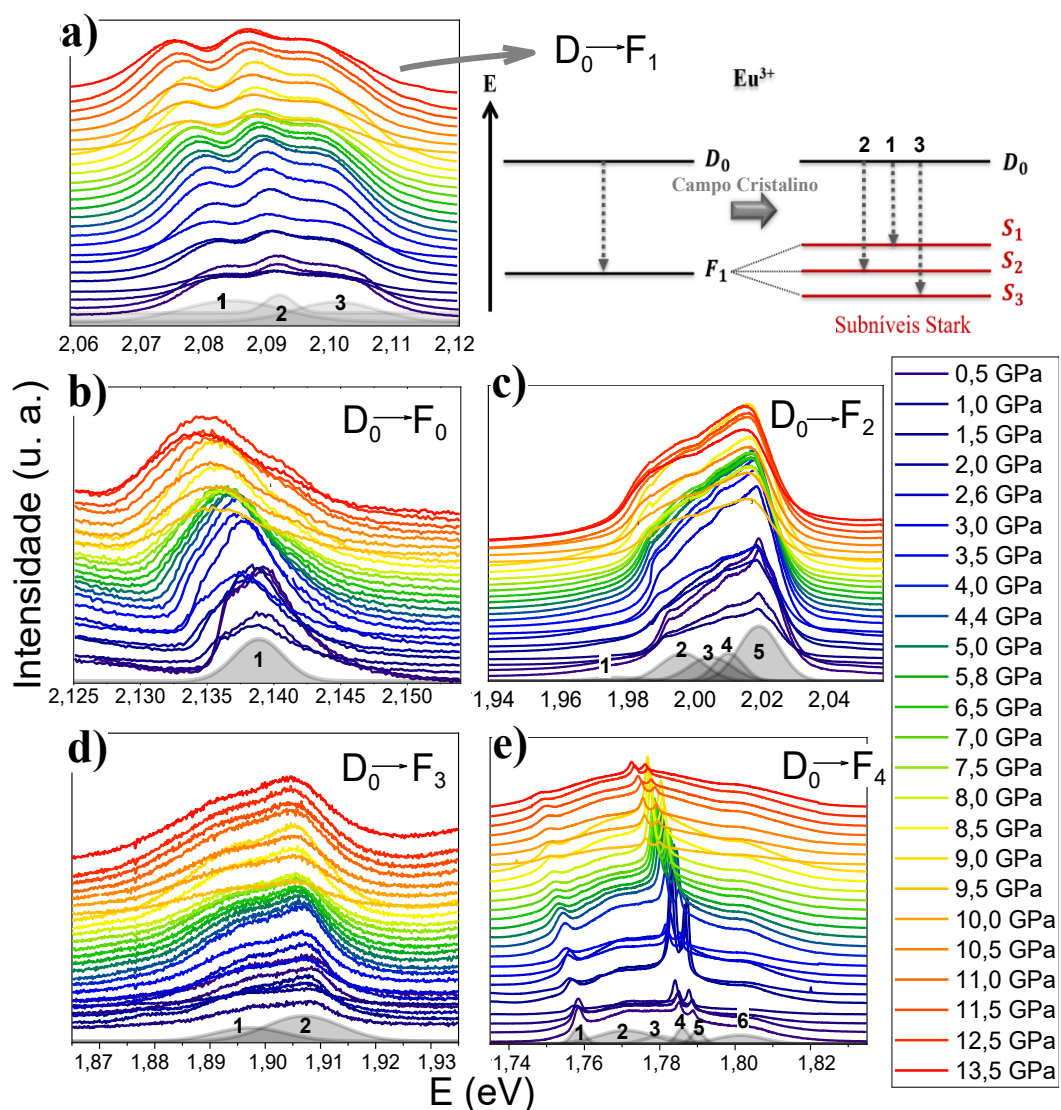 a)
D₀→F₁
Eu³⁺
E
2 1 3
D₀
D₀
Campo Cristalino
S₁
F₁
S₂
S₃
Subníveis Stark
1 2 3
2,06 2,07 2,08 2,09 2,10 2,11 2,12
Intensidade (u. a.)
b)
D₀→F₀
1
2,125 2,135 2,140 2,145 2,150
c)
D₀→F₂
1 2 3 4 5
1,94 1,96 1,98 2,00 2,02 2,04
d)
D₀→F₃
1 2
1,87 1,88 1,89 1,90 1,91 1,92 1,93
e)
D₀→F₄
1 2 3 4 5 6
1,74 1,76 1,78 1,80 1,82
E (eV)
0,5 GPa
1,0 GPa
1,5 GPa
2,0 GPa
2,6 GPa
3,0 GPa
3,5 GPa
4,0 GPa
4,4 GPa
5,0 GPa
5,8 GPa
6,5 GPa
7,0 GPa
7,5 GPa
8,0 GPa
8,5 GPa
9,0 GPa
9,5 GPa
10,0 GPa
10,5 GPa
11,0 GPa
11,5 GPa
12,5 GPa
13,5 GPa